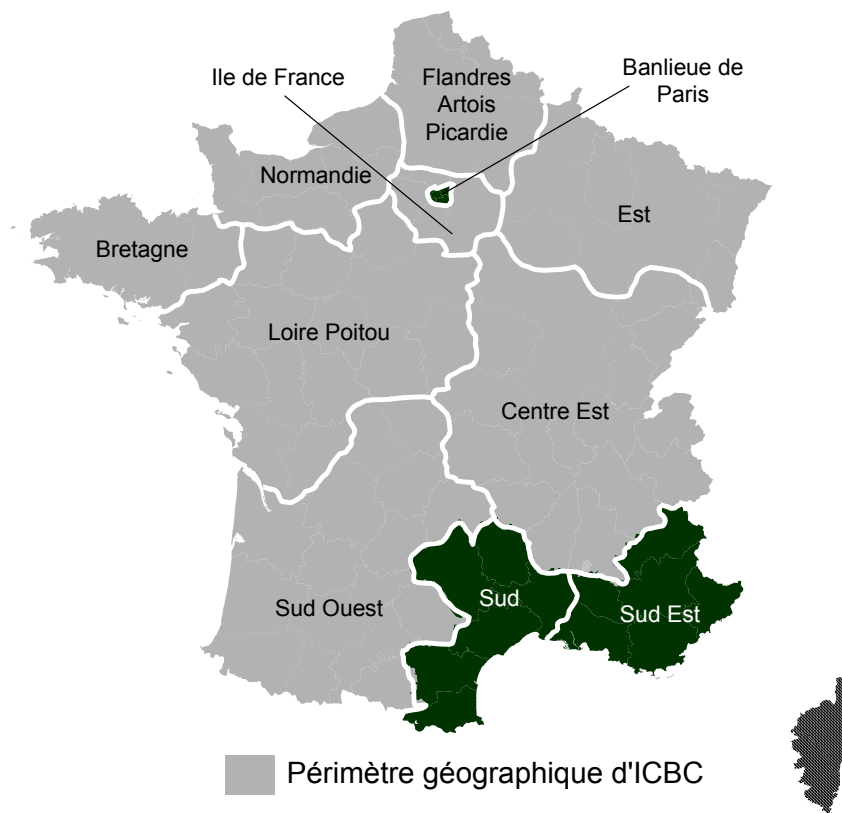 Ile de France
Flandres
Artois
Picardie
Banlieue de
Paris
Normandie
Est
Bretagne
Loire Poitou
Centre Est
Sud Ouest
Sud
Sud Est
Périmètre géographique d'ICBC